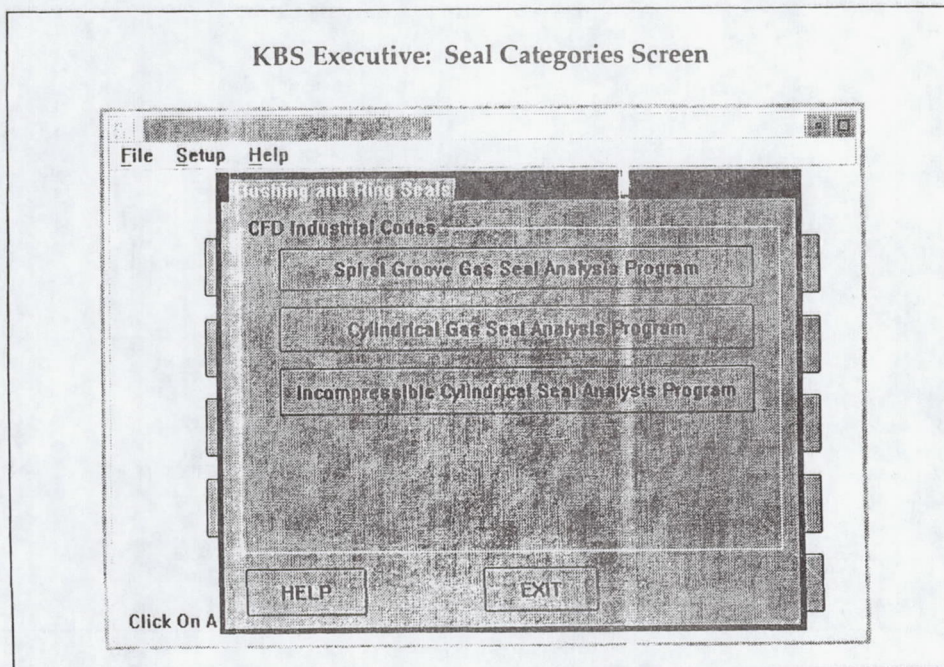 KBS Executive: Seal Categories Screen
File Setup Help
Bushing and Ring Seals
CFD Industrial Codes
Spiral Groove Gas Seal Analysis Program
Cylindrical Gas Seal Analysis Program
Incompressible Cylindrical Seal Analysis Program
HELP EXIT
Click On A